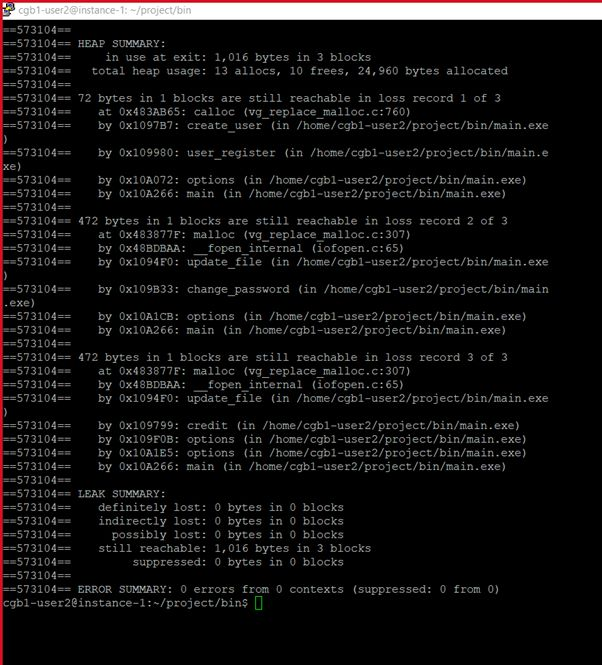 cgb1-user2@instance-1: ~/project/bin
==573104==
==573104== HEAP SUMMARY:
==573104==     in use at exit: 1,016 bytes in 3 blocks
==573104==   total heap usage: 13 allocs, 10 frees, 24,960 bytes allocated
==573104==
==573104== 72 bytes in 1 blocks are still reachable in loss record 1 of 3
==573104==    at 0x483AB65: calloc (vg_replace_malloc.c:760)
==573104==    by 0x1097B7: create_user (in /home/cgb1-user2/project/bin/main.exe
)
==573104==    by 0x109980: user_register (in /home/cgb1-user2/project/bin/main.e
xe)
==573104==    by 0x10A072: options (in /home/cgb1-user2/project/bin/main.exe)
==573104==    by 0x10A266: main (in /home/cgb1-user2/project/bin/main.exe)
==573104==
==573104== 472 bytes in 1 blocks are still reachable in loss record 2 of 3
==573104==    at 0x483877F: malloc (vg_replace_malloc.c:307)
==573104==    by 0x48BDBAA: __fopen_internal (iofopen.c:65)
==573104==    by 0x1094F0: update_file (in /home/cgb1-user2/project/bin/main.exe
)
==573104==    by 0x109B33: change_password (in /home/cgb1-user2/project/bin/main
.exe)
==573104==    by 0x10A1CB: options (in /home/cgb1-user2/project/bin/main.exe)
==573104==    by 0x10A266: main (in /home/cgb1-user2/project/bin/main.exe)
==573104==
==573104== 472 bytes in 1 blocks are still reachable in loss record 3 of 3
==573104==    at 0x483877F: malloc (vg_replace_malloc.c:307)
==573104==    by 0x48BDBAA: __fopen_internal (iofopen.c:65)
==573104==    by 0x1094F0: update_file (in /home/cgb1-user2/project/bin/main.exe
)
==573104==    by 0x109799: credit (in /home/cgb1-user2/project/bin/main.exe)
==573104==    by 0x109F0B: options (in /home/cgb1-user2/project/bin/main.exe)
==573104==    by 0x10A1E5: options (in /home/cgb1-user2/project/bin/main.exe)
==573104==    by 0x10A266: main (in /home/cgb1-user2/project/bin/main.exe)
==573104==
==573104== LEAK SUMMARY:
==573104==    definitely lost: 0 bytes in 0 blocks
==573104==    indirectly lost: 0 bytes in 0 blocks
==573104==      possibly lost: 0 bytes in 0 blocks
==573104==    still reachable: 1,016 bytes in 3 blocks
==573104==         suppressed: 0 bytes in 0 blocks
==573104==
==573104== ERROR SUMMARY: 0 errors from 0 contexts (suppressed: 0 from 0)
cgb1-user2@instance-1:~/project/bin$